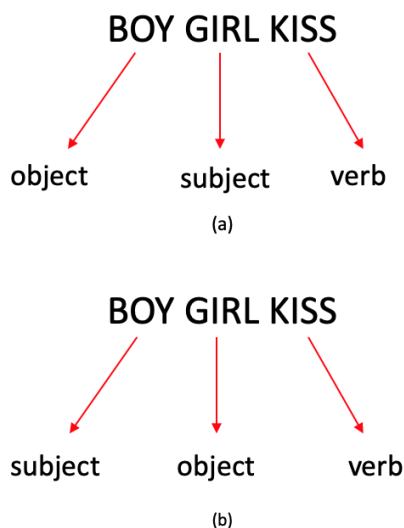 BOY GIRL KISS
object subject verb
(a)
BOY GIRL KISS
subject object verb
(b)